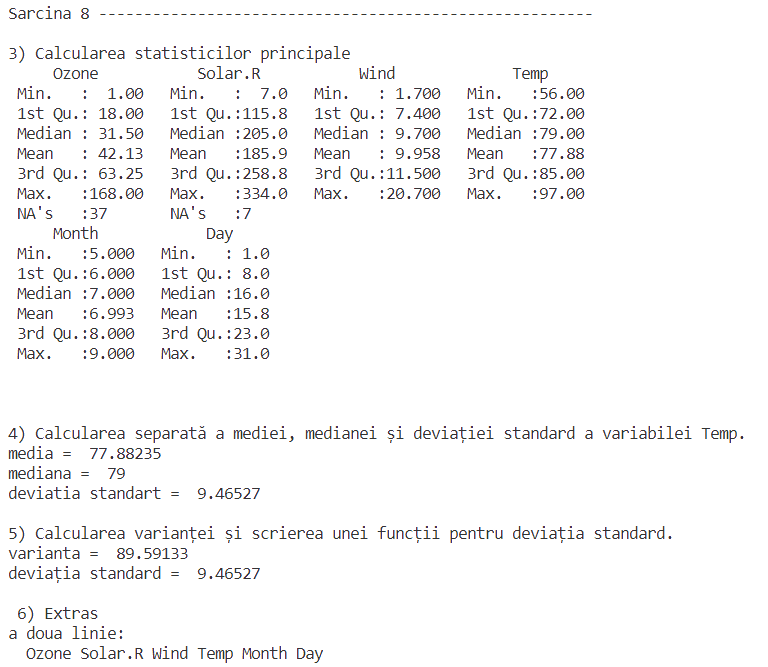 Sarcina 8 -------------------------------------------------------
3) Calcularea statisticilor principale
     Ozone           Solar.R           Wind             Temp
 Min.   :  1.00   Min.   :  7.0   Min.   : 1.700   Min.   :56.00
 1st Qu.: 18.00   1st Qu.:115.8   1st Qu.: 7.400   1st Qu.:72.00
 Median : 31.50   Median :205.0   Median : 9.700   Median :79.00
 Mean   : 42.13   Mean   :185.9   Mean   : 9.958   Mean   :77.88
 3rd Qu.: 63.25   3rd Qu.:258.8   3rd Qu.:11.500   3rd Qu.:85.00
 Max.   :168.00   Max.   :334.0   Max.   :20.700   Max.   :97.00
 NA's   :37       NA's   :7
     Month            Day
 Min.   :5.000   Min.   : 1.0
 1st Qu.:6.000   1st Qu.: 8.0
 Median :7.000   Median :16.0
 Mean   :6.993   Mean   :15.8
 3rd Qu.:8.000   3rd Qu.:23.0
 Max.   :9.000   Max.   :31.0
4) Calcularea separată a mediei, medianei și deviației standard a variabilei Temp.
media =  77.88235
mediana =  79
deviatia standart =  9.46527
5) Calcularea varianței și scrierea unei funcții pentru deviația standard.
varianta =  89.59133
deviația standard =  9.46527
 6) Extras
a doua linie:
  Ozone Solar.R Wind Temp Month Day